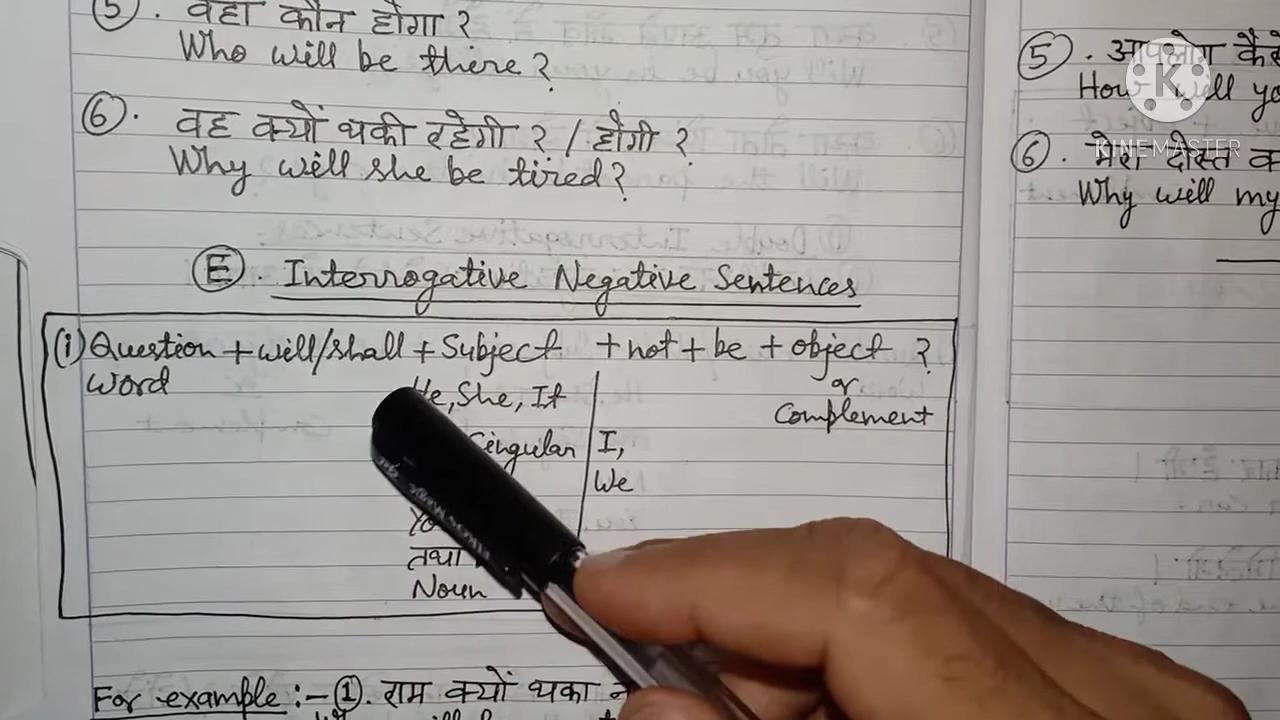 5. वहाँ कौन होगा ?
Who will be there ?
6. वह क्यों थकी रहेगी ? / होगी ?
Why will she be tired ?
E. Interrogative Negative Sentences
(i) Question + will/shall + Subject + not + be + object ?
Word
or
He, She, It
Complement
Singular
I,
We
तथा
Noun
For example :- 1. राम क्यों थका
5. आपलोग
How will
KINEMASTER
6. मेरा दोस्त
Why will my